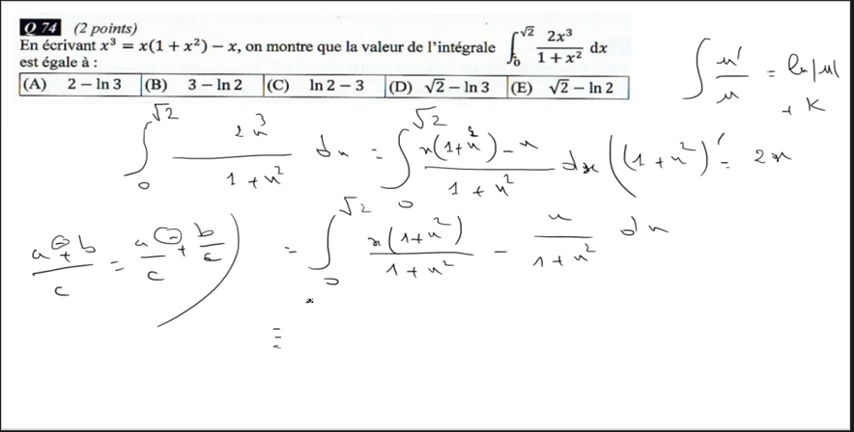 Q 74 (2 points)
En écrivant x³ = x(1 + x²) − x, on montre que la valeur de l'intégrale ∫₀^√2 2x³/(1 + x²) dx
est égale à :
(A) 2 − ln 3 (B) 3 − ln 2 (C) ln 2 − 3 (D) √2 − ln 3 (E) √2 − ln 2
∫ u'/u = ln|u| + K
∫₀^√2 2x³/(1 + x²) dx = ∫₀^√2 (x(1+x²) − x)/(1 + x²) dx ((1 + x²)' = 2x
(a ⊖+ b)/c = a/c ⊖+ b/c )
= ∫₀^√2 x(1+x²)/(1+x²) − x/(1+x²) dx
=